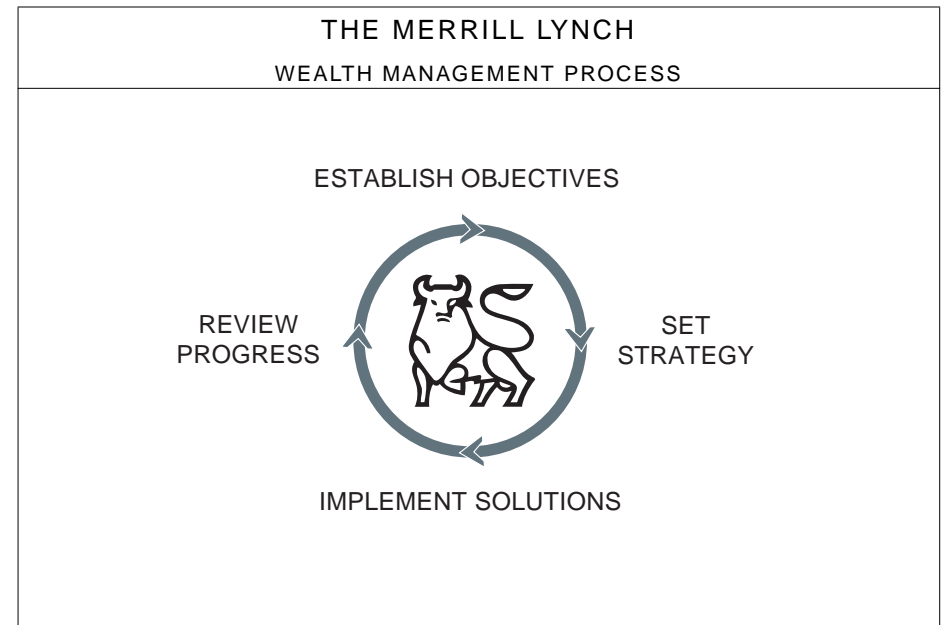 THE MERRILL LYNCH
WEALTH MANAGEMENT PROCESS
ESTABLISH OBJECTIVES
REVIEW
PROGRESS
SET
STRATEGY
IMPLEMENT SOLUTIONS